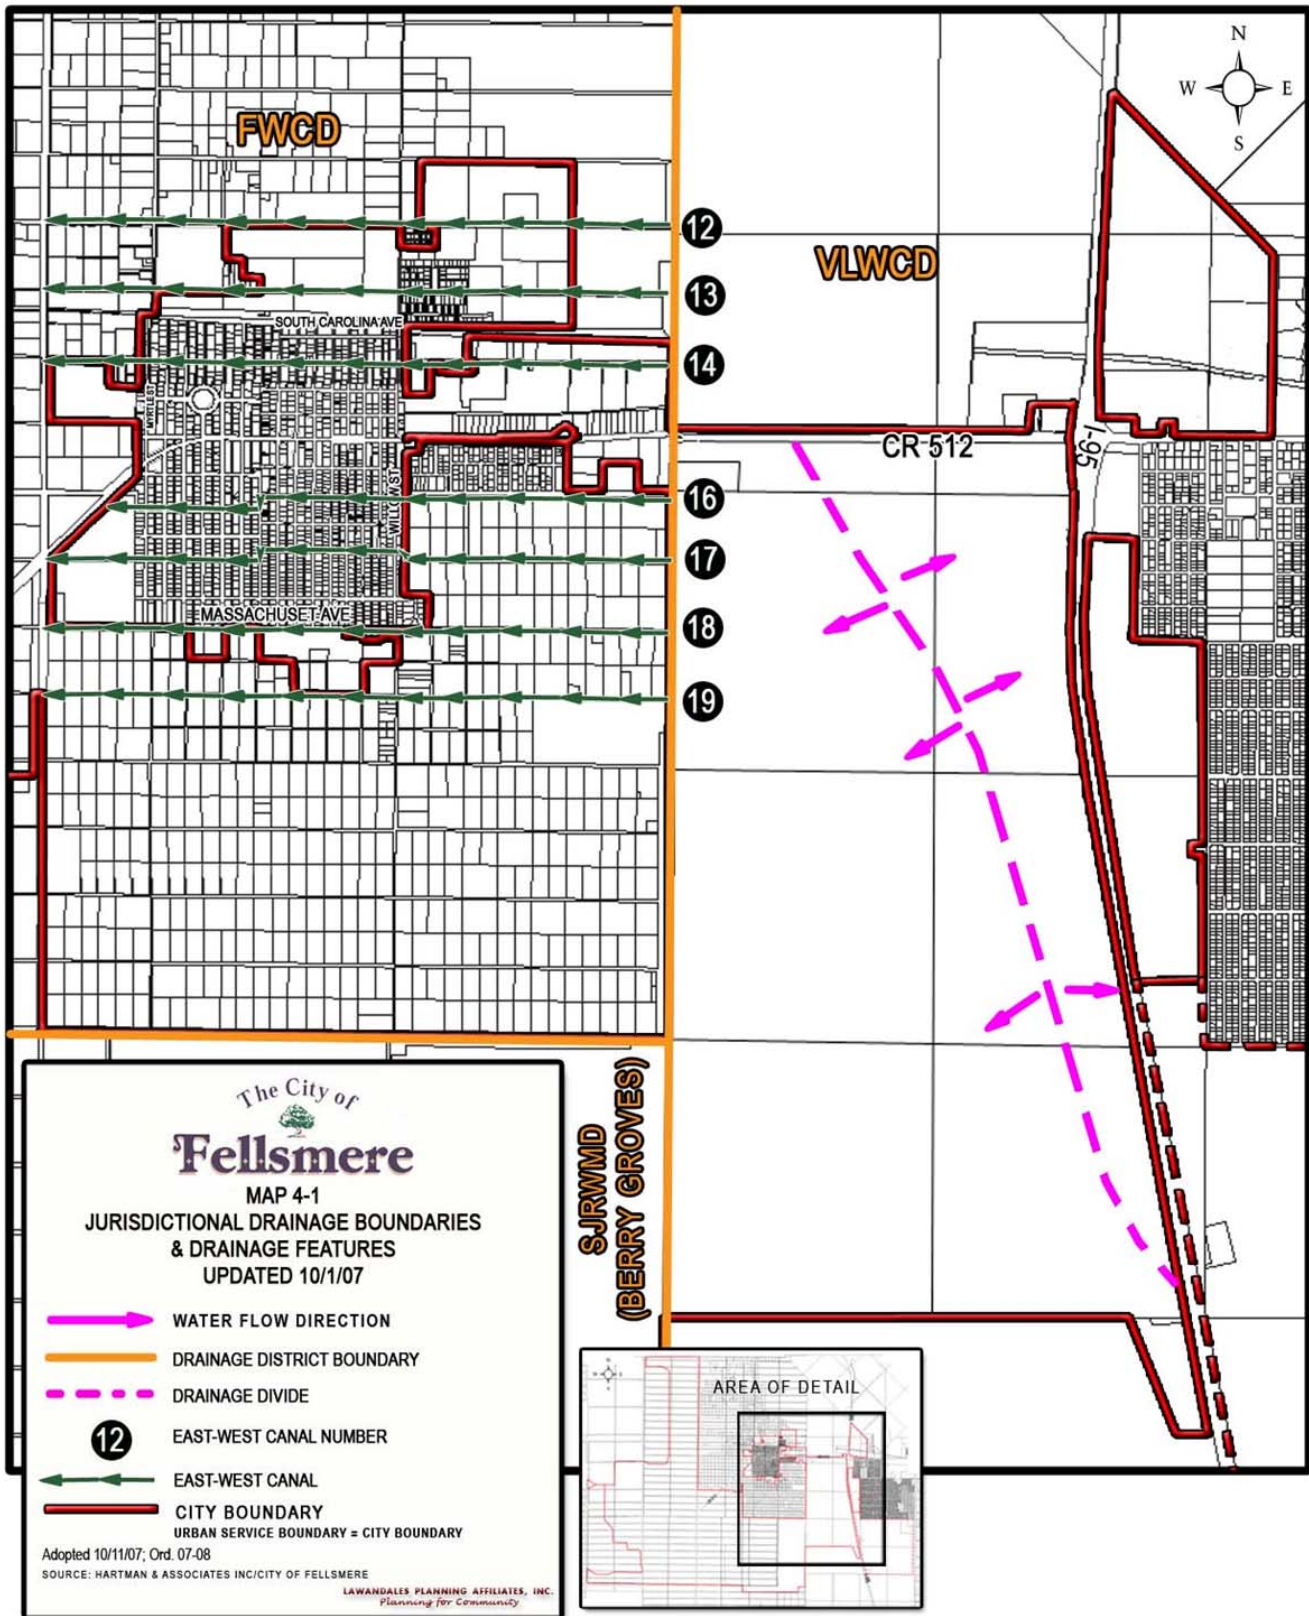 N
W E
S
FWCD
VLWCD
12
13
SOUTH CAROLINA AVE
14
MYRTLE ST
CR 512
I-95
WILLOW ST
16
17
MASSACHUSET AVE
18
19
SJRWMD
(BERRY GROVES)
The City of
Fellsmere
MAP 4-1
JURISDICTIONAL DRAINAGE BOUNDARIES
& DRAINAGE FEATURES
UPDATED 10/1/07
WATER FLOW DIRECTION
DRAINAGE DISTRICT BOUNDARY
DRAINAGE DIVIDE
12 EAST-WEST CANAL NUMBER
EAST-WEST CANAL
CITY BOUNDARY
URBAN SERVICE BOUNDARY = CITY BOUNDARY
Adopted 10/11/07; Ord. 07-08
SOURCE: HARTMAN & ASSOCIATES INC/CITY OF FELLSMERE
LAWANDALES PLANNING AFFILIATES, INC.
Planning for Community
AREA OF DETAIL